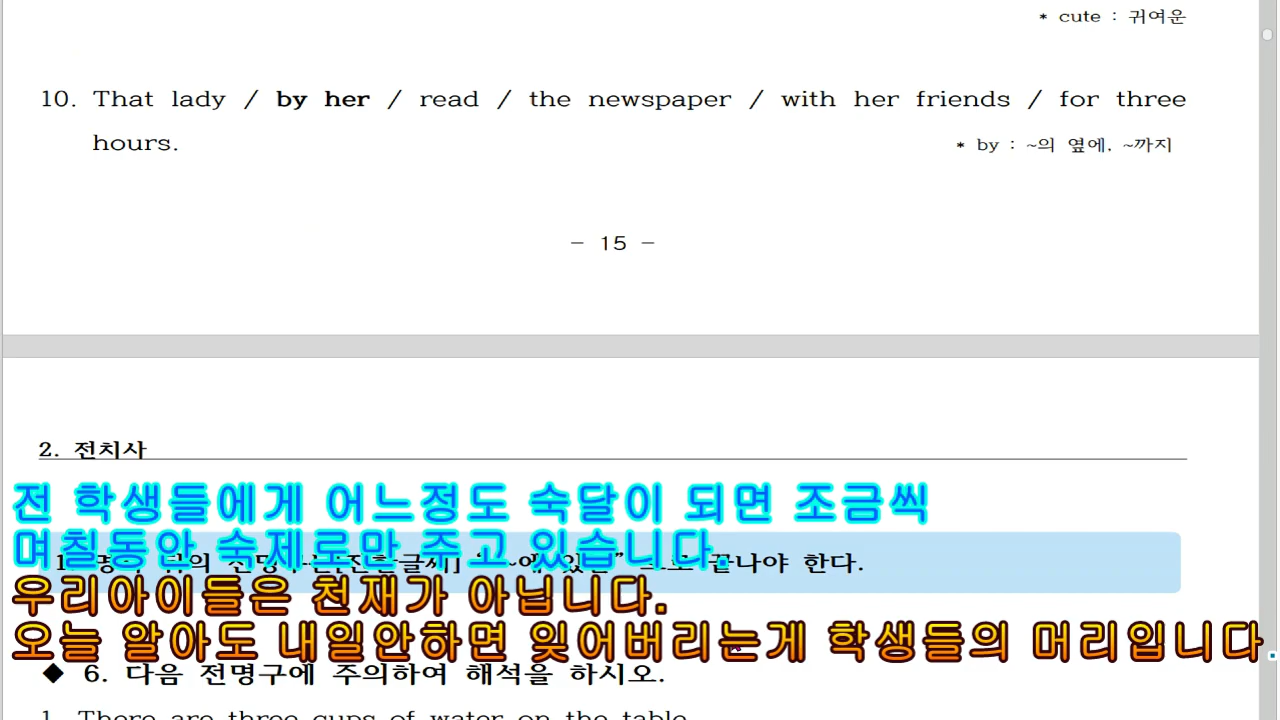 * cute : 귀여운
10. That lady / by her / read / the newspaper / with her friends / for three
hours.
* by : ~의 옆에, ~까지
- 15 -
2. 전치사
전 학생들에게 어느정도 숙달이 되면 조금씩
며칠동안 숙제로만 주고 있습니다.
끝나야 한다.
우리아이들은 천재가 아닙니다.
오늘 알아도 내일안하면 잊어버리는게 학생들의 머리입니다.
◆ 6. 다음 전명구에 주의하여 해석을 하시오.
1. There are three cups of water on the table.